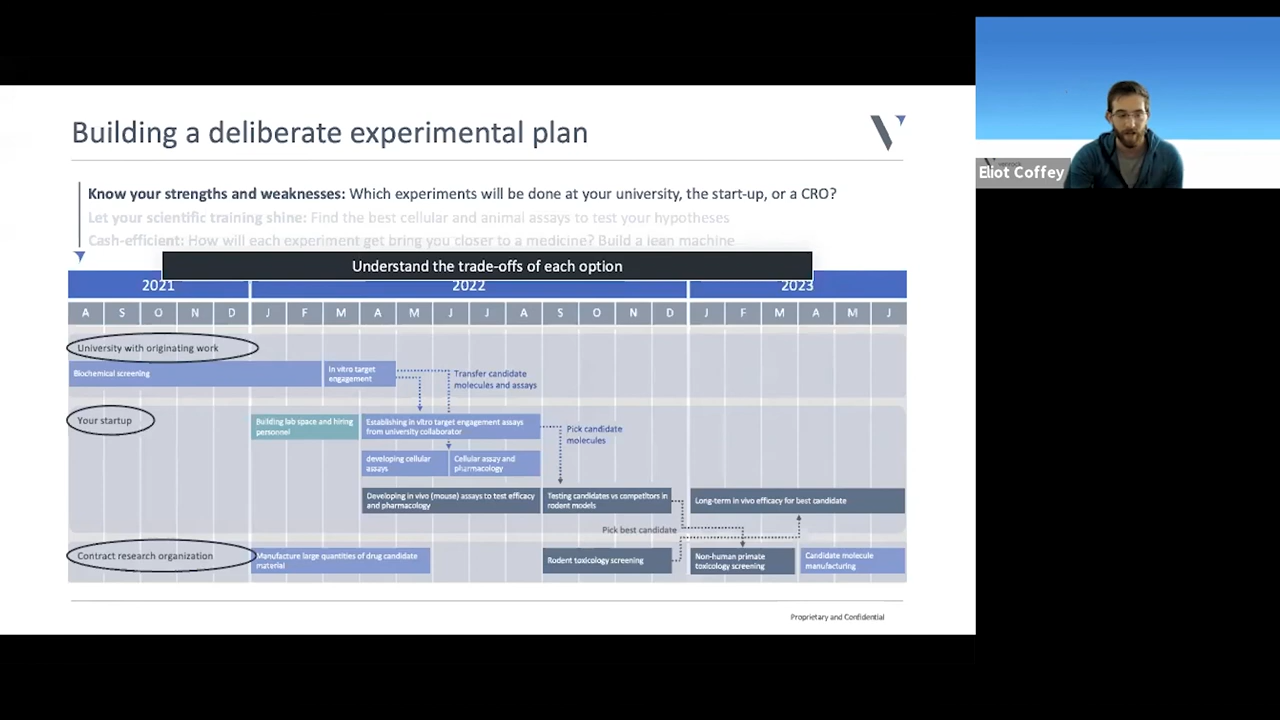 Building a deliberate experimental plan
Know your strengths and weaknesses: Which experiments will be done at your university, the start-up, or a CRO?
Let your scientific training shine: Find the best cellular and animal assays to test your hypotheses
Cash-efficient: How will each experiment get bring you closer to a medicine? Build a lean machine
Understand the trade-offs of each option
2021 2022 2023
A S O N D J F M A M J J A S O N D J F M A M J
University with originating work
Biochemical screening
In vitro target
engagement
Transfer candidate
molecules and assays
Your startup
Building lab space and hiring
personnel
Establishing in vitro target engagement assays
from university collaborator
Pick candidate
molecules
developing cellular
assays
Cellular assay and
pharmacology
Developing in vivo (mouse) assays to test efficacy
and pharmacology
Testing candidates vs competitors in
rodent models
Long-term in vivo efficacy for best candidate
Pick best candidate
Contract research organization
Manufacture large quantities of drug candidate
material
Rodent toxicology screening
Non-human primate
toxicology screening
Candidate molecule
manufacturing
Proprietary and Confidential
Eliot Coffey